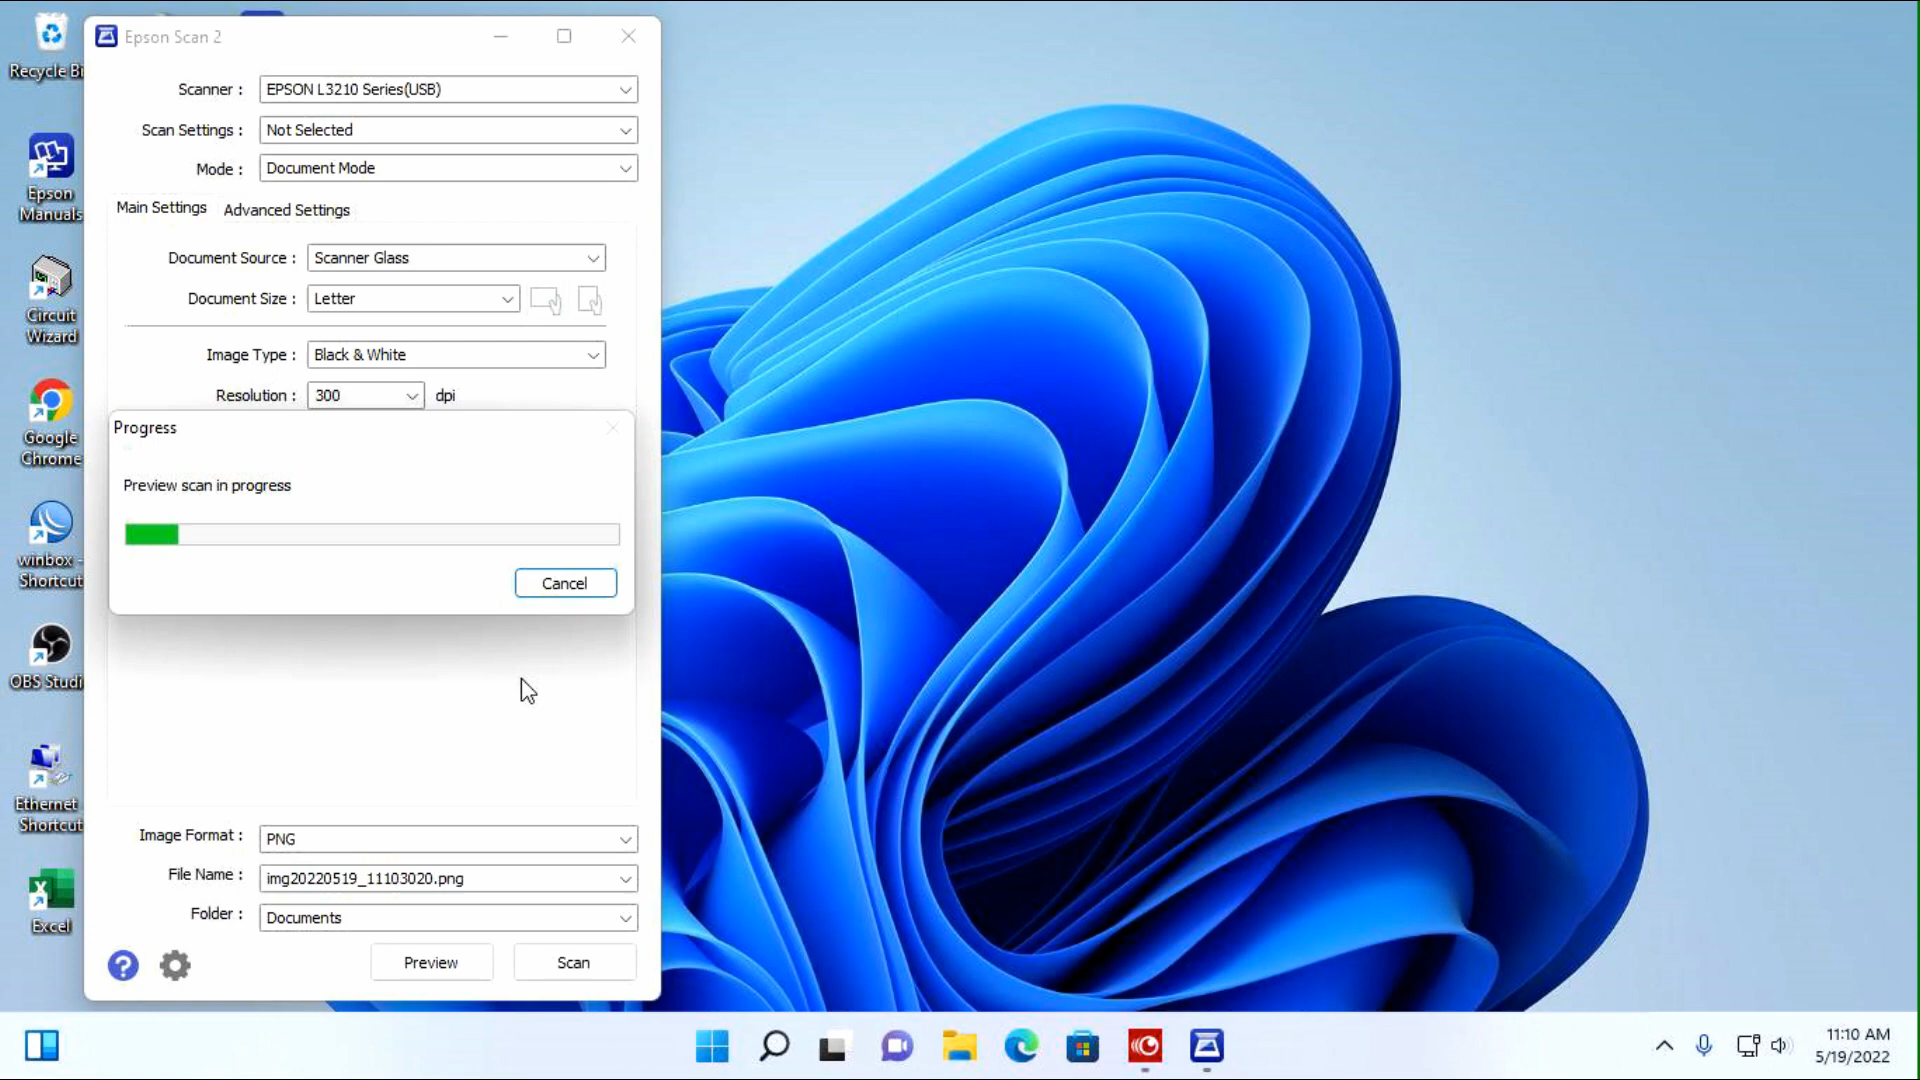 Recycle Bi
Epson
Manuals
Circuit
Wizard
Google
Chrome
winbox -
Shortcut
OBS Studi
Ethernet
Shortcut
Excel
Epson Scan 2
Scanner :
EPSON L3210 Series(USB)
Scan Settings :
Not Selected
Mode :
Document Mode
Main Settings
Advanced Settings
Document Source :
Scanner Glass
Document Size :
Letter
Image Type :
Black & White
Resolution :
300
dpi
Progress
Preview scan in progress
Cancel
Image Format :
PNG
File Name :
img20220519_11103020.png
Folder :
Documents
?
Preview
Scan
11:10 AM
5/19/2022